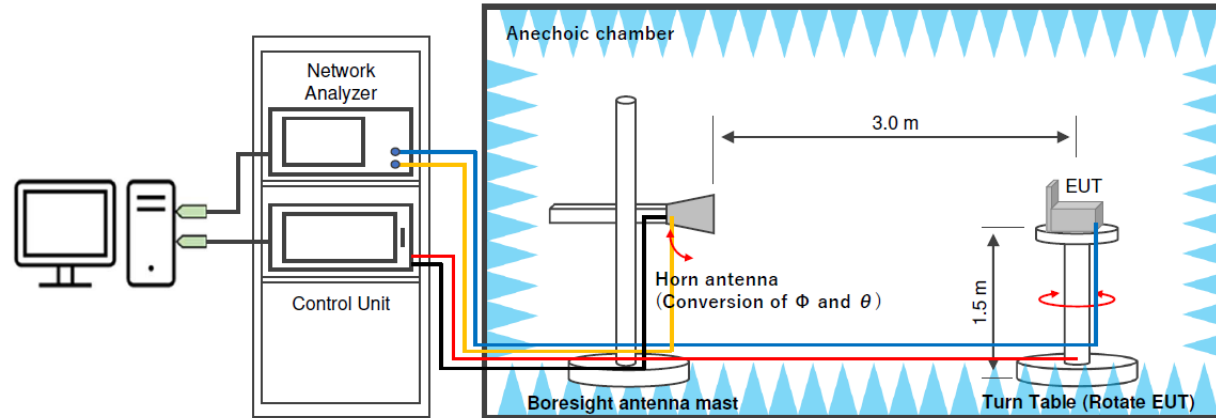 Anechoic chamber
Network
Analyzer
3.0 m
EUT
Horn antenna
(Conversion of Φ and θ)
1.5 m
Control Unit
Boresight antenna mast
Turn Table (Rotate EUT)